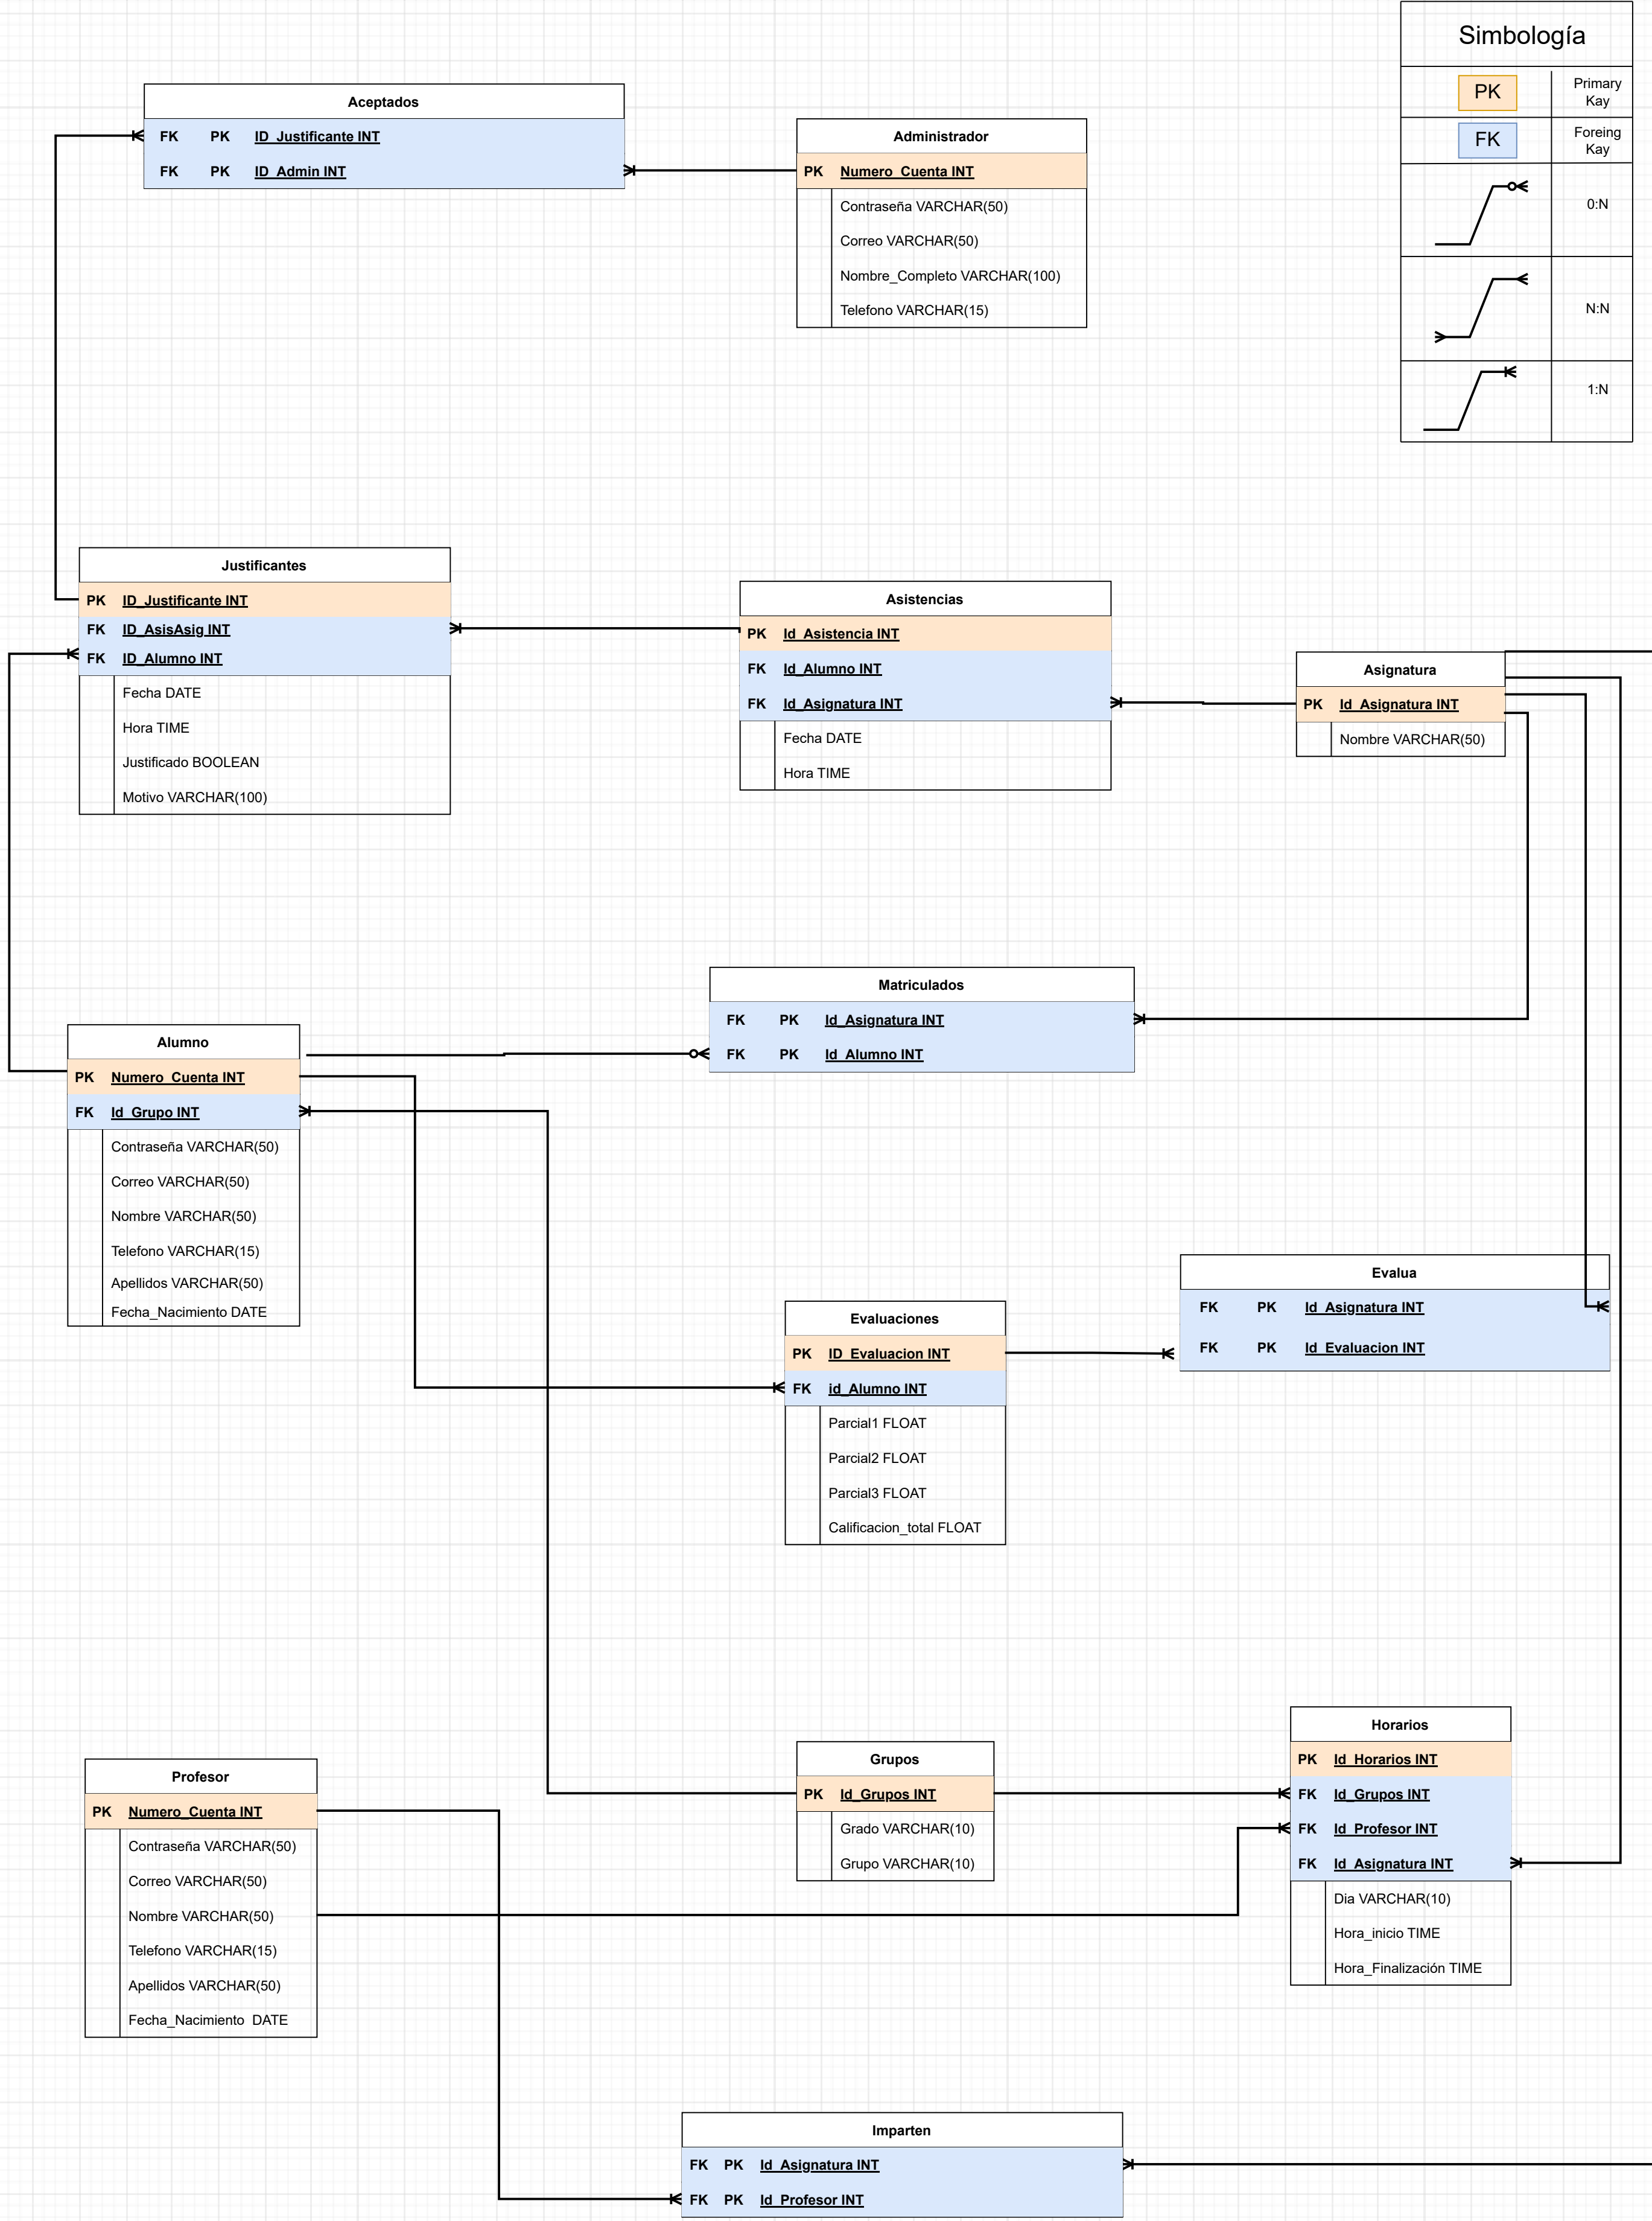 Simbología
PK
Primary
Kay
FK
Foreing
Kay
0:N
N:N
1:N
Aceptados
FK PK ID_Justificante INT
FK PK ID_Admin INT
Administrador
PK Numero_Cuenta INT
Contraseña VARCHAR(50)
Correo VARCHAR(50)
Nombre_Completo VARCHAR(100)
Telefono VARCHAR(15)
Justificantes
PK ID_Justificante INT
FK ID_AsisAsig INT
FK ID_Alumno INT
Fecha DATE
Hora TIME
Justificado BOOLEAN
Motivo VARCHAR(100)
Asistencias
PK Id_Asistencia INT
FK Id_Alumno INT
FK Id_Asignatura INT
Fecha DATE
Hora TIME
Asignatura
PK Id_Asignatura INT
Nombre VARCHAR(50)
Matriculados
FK PK Id_Asignatura INT
FK PK Id_Alumno INT
Alumno
PK Numero_Cuenta INT
FK Id_Grupo INT
Contraseña VARCHAR(50)
Correo VARCHAR(50)
Nombre VARCHAR(50)
Telefono VARCHAR(15)
Apellidos VARCHAR(50)
Fecha_Nacimiento DATE
Evalua
FK PK Id_Asignatura INT
FK PK Id_Evaluacion INT
Evaluaciones
PK ID_Evaluacion INT
FK id_Alumno INT
Parcial1 FLOAT
Parcial2 FLOAT
Parcial3 FLOAT
Calificacion_total FLOAT
Horarios
PK Id_Horarios INT
FK Id_Grupos INT
FK Id_Profesor INT
FK Id_Asignatura INT
Dia VARCHAR(10)
Hora_inicio TIME
Hora_Finalización TIME
Grupos
PK Id_Grupos INT
Grado VARCHAR(10)
Grupo VARCHAR(10)
Profesor
PK Numero_Cuenta INT
Contraseña VARCHAR(50)
Correo VARCHAR(50)
Nombre VARCHAR(50)
Telefono VARCHAR(15)
Apellidos VARCHAR(50)
Fecha_Nacimiento DATE
Imparten
FK PK Id_Asignatura INT
FK PK Id_Profesor INT